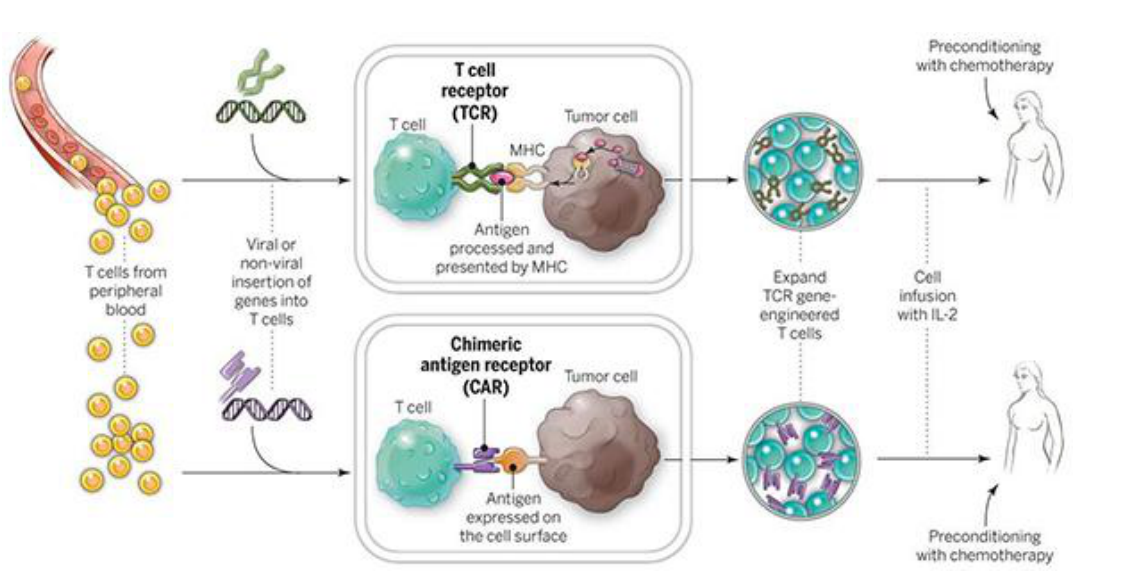 Preconditioning
with chemotherapy
T cell
receptor
(TCR)
T cell
Tumor cell
MHC
Antigen
processed and
presented by MHC
T cells from
peripheral
blood
Viral or
non-viral
insertion of
genes into
T cells
Expand
TCR gene-
engineered
T cells
Cell
infusion
with IL-2
Chimeric
antigen receptor
(CAR)
T cell
Tumor cell
Antigen
expressed on
the cell surface
Preconditioning
with chemotherapy